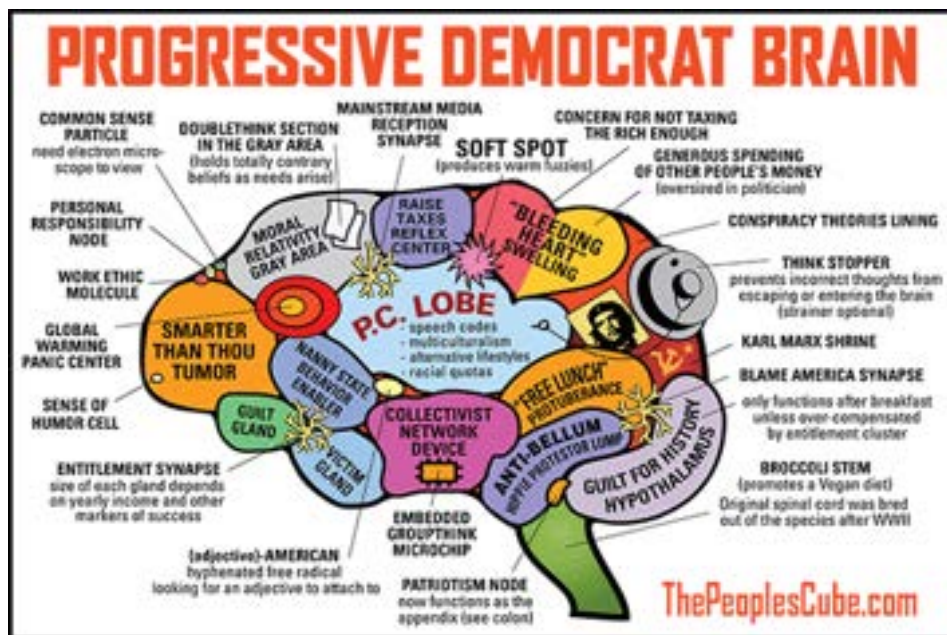 PROGRESSIVE DEMOCRAT BRAIN
COMMON SENSE
PARTICLE
need electron micro-
scope to view
DOUBLETHINK SECTION
IN THE GRAY AREA
(holds totally contrary
beliefs as needs arise)
MAINSTREAM MEDIA
RECEPTION
SYNAPSE
SOFT SPOT
(produces warm fuzzies)
CONCERN FOR NOT TAXING
THE RICH ENOUGH
GENEROUS SPENDING
OF OTHER PEOPLE'S MONEY
(oversized in politician)
PERSONAL
RESPONSIBILITY
NODE
WORK ETHIC
MOLECULE
GLOBAL
WARMING
PANIC CENTER
SENSE OF
HUMOR CELL
ENTITLEMENT SYNAPSE
size of each gland depends
on yearly income and other
markers of success
MORAL
RELATIVITY
GRAY AREA
RAISE
TAXES
REFLEX
CENTER
"BLEEDING
HEART"
SWELLING
CONSPIRACY THEORIES LINING
THINK STOPPER
prevents incorrect thoughts from
escaping or entering the brain
(strainer optional)
KARL MARX SHRINE
BLAME AMERICA SYNAPSE
only functions after breakfast
unless over-compensated
by entitlement cluster
BROCCOLI STEM
(promotes a Vegan diet)
Original spinal cord was bred
out of the species after WWII
SMARTER
THAN THOU
TUMOR
P.C. LOBE
- speech codes
- multiculturalism
- alternative lifestyles
- racial quotas
NANNY STATE
BEHAVIOR
ENABLER
"FREE LUNCH"
PROTUBERANCE
GUILT
GLAND
VICTIM
GLAND
COLLECTIVIST
NETWORK
DEVICE
ANTI-BELLUM
HIPPIE PROTESTOR LUMP
GUILT FOR HISTORY
HYPOTHALAMUS
EMBEDDED
GROUPTHINK
MICROCHIP
(adjective)-AMERICAN
hyphenated free radical
looking for an adjective to attach to
PATRIOTISM NODE
now functions as the
appendix (see colon)
ThePeoplesCube.com